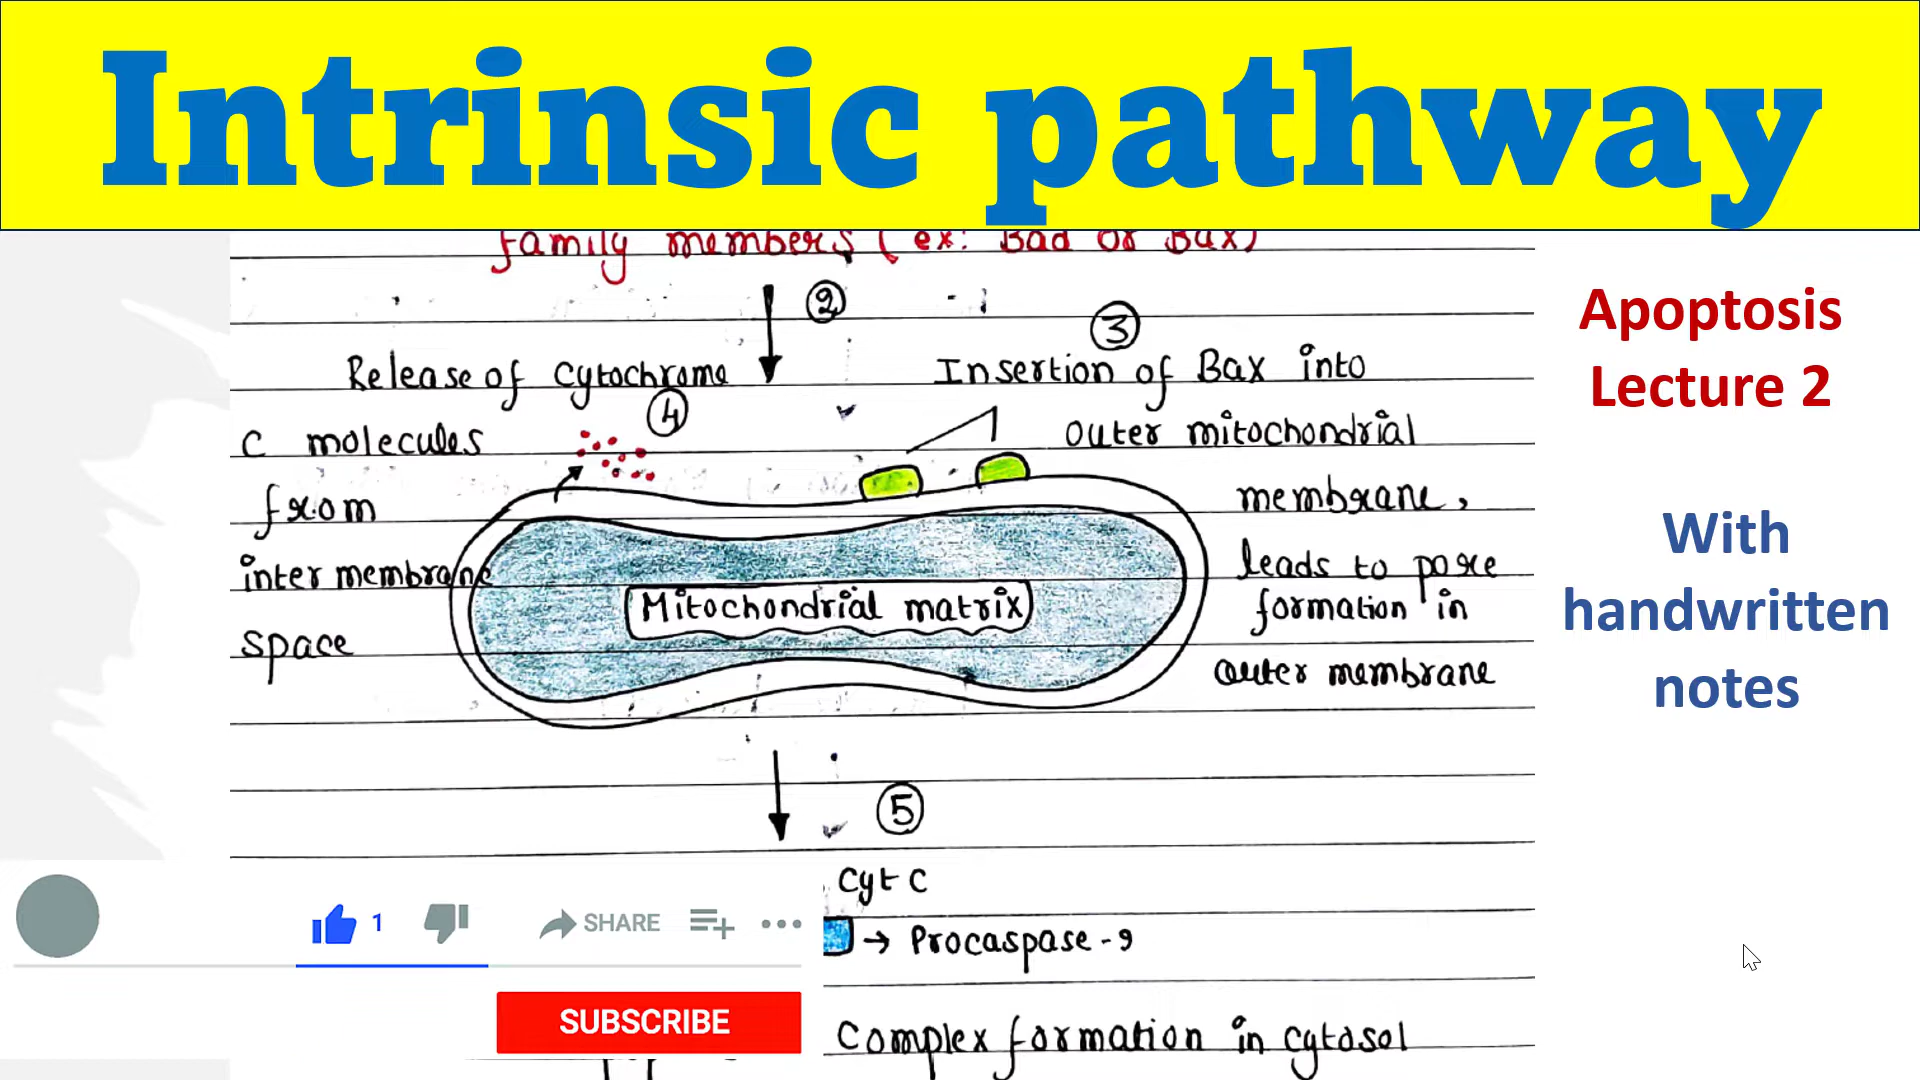 Intrinsic pathway
family members (ex: Bad or Bax)
②
③
Release of cytochrome
④
C molecules
from
inter membrane
space
Insertion of Bax into
outer mitochondrial
membrane,
leads to pore
formation in
outer membrane
Mitochondrial matrix
⑤
Cyt C
→ Procaspase-9
Complex formation in cytosol
Apoptosis
Lecture 2
With
handwritten
notes
1
SHARE
SUBSCRIBE